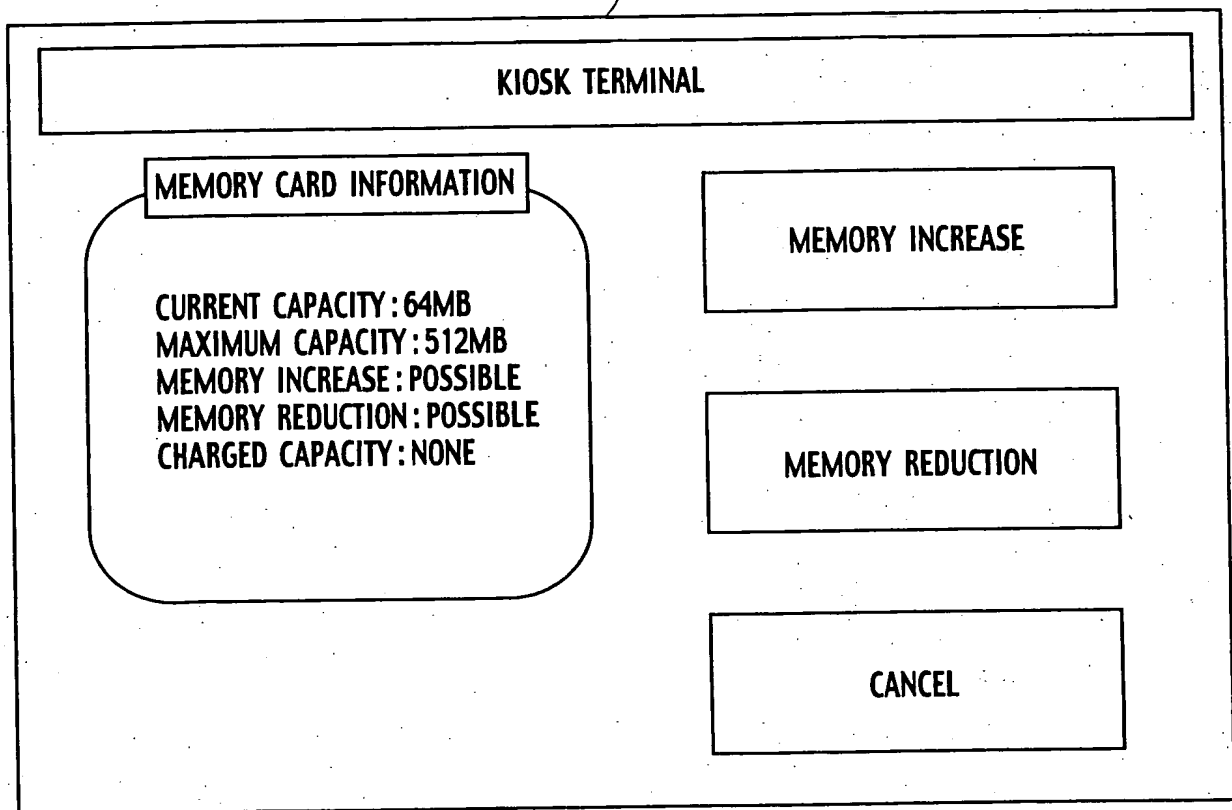 KIOSK TERMINAL
MEMORY CARD INFORMATION
CURRENT CAPACITY:64MB
MAXIMUM CAPACITY:512MB
MEMORY INCREASE:POSSIBLE
MEMORY REDUCTION:POSSIBLE
CHARGED CAPACITY:NONE
MEMORY INCREASE
MEMORY REDUCTION
CANCEL